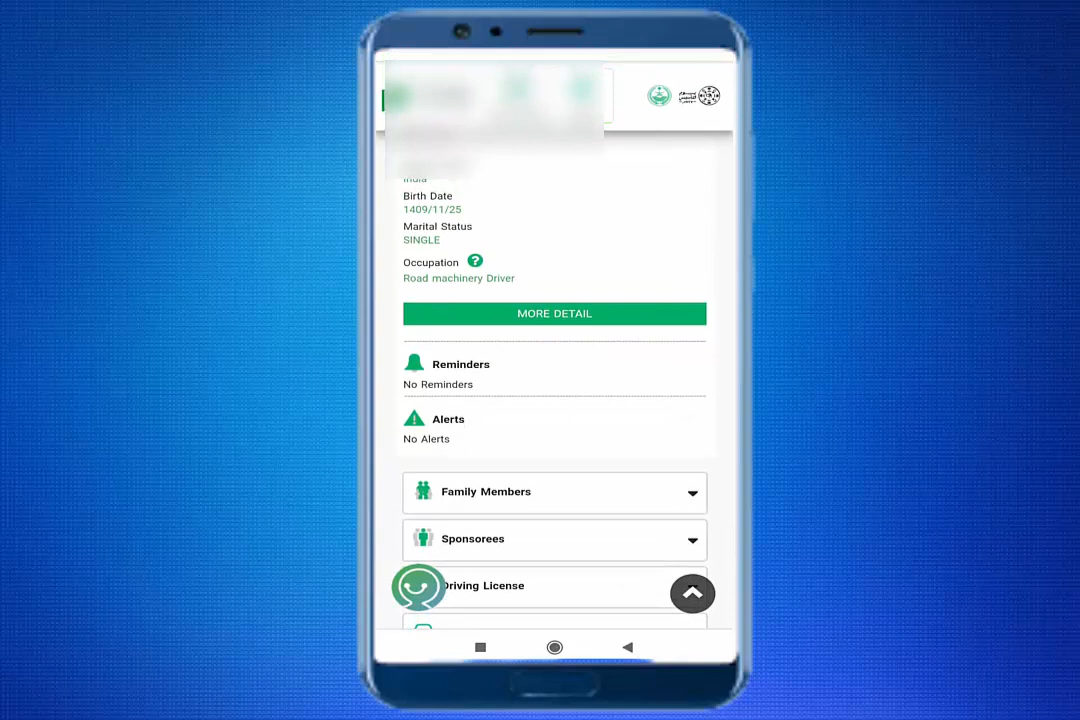 India
Birth Date
1409/11/25
Marital Status
SINGLE
Occupation ?
Road machinery Driver
MORE DETAIL
Reminders
No Reminders
Alerts
No Alerts
Family Members
Sponsorees
Driving License